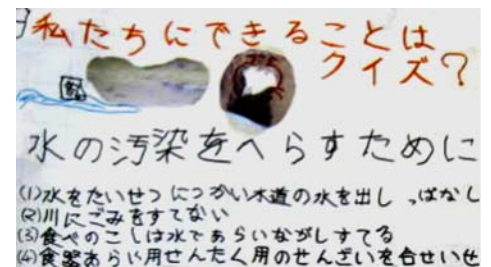 私たちにできることは
クイズ?
水の汚染をへらすために
(1)水をたいせつにつかい水道の水を出しっぱなし
(2)川にごみをすてない
(3)食べのこしは水であらいながしすてる
(4)食器あらい用せんたく用のせんざいを合せいせ